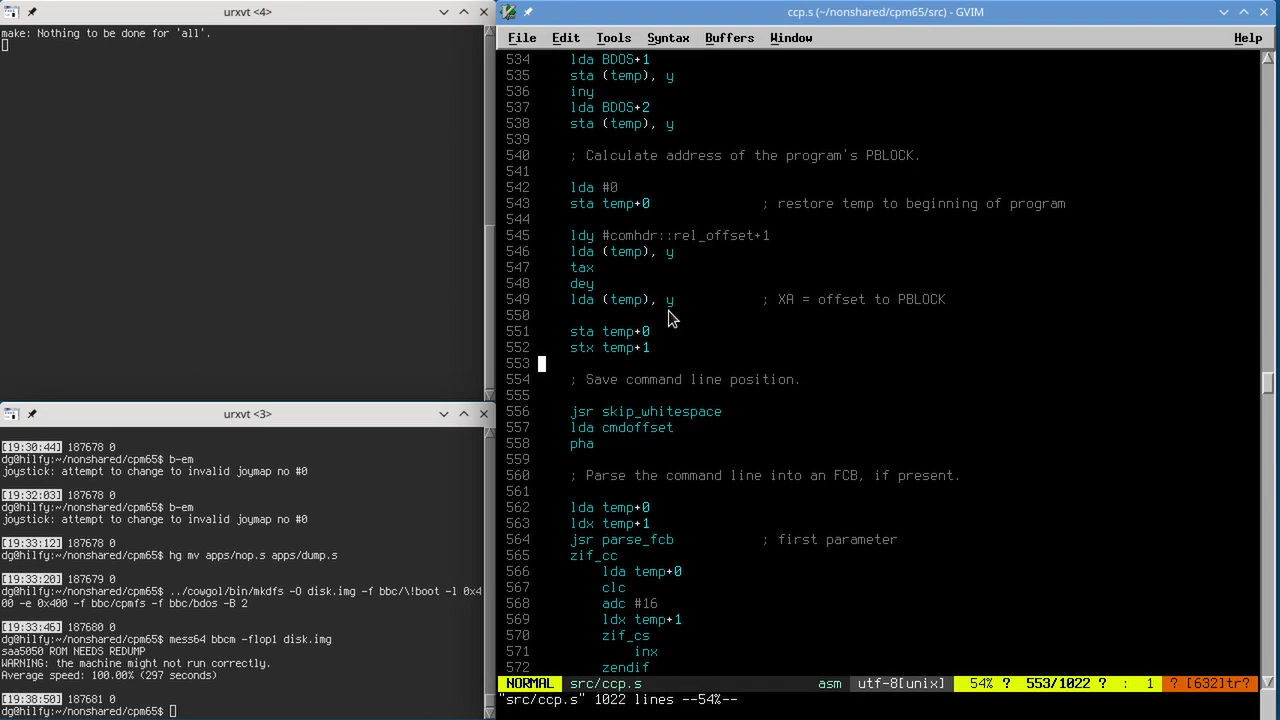 urxvt <4>
make: Nothing to be done for 'all'.
urxvt <3>
[19:30:44] 187678 0
dg@hilfy:~/nonshared/cpm65$ b-em
joystick: attempt to change to invalid joymap no #0
[19:32:03] 187678 0
dg@hilfy:~/nonshared/cpm65$ b-em
joystick: attempt to change to invalid joymap no #0
[19:33:12] 187678 0
dg@hilfy:~/nonshared/cpm65$ hg mv apps/nop.s apps/dump.s
[19:33:20] 187679 0
dg@hilfy:~/nonshared/cpm65$ ../cowgol/bin/mkdfs -O disk.img -f bbc/\!boot -l 0x4
00 -e 0x400 -f bbc/cpmfs -f bbc/bdos -B 2
[19:33:46] 187680 0
dg@hilfy:~/nonshared/cpm65$ mess64 bbcm -flop1 disk.img
saa5050 ROM NEEDS REDUMP
WARNING: the machine might not run correctly.
Average speed: 100.00% (297 seconds)
[19:38:50] 187681 0
dg@hilfy:~/nonshared/cpm65$
ccp.s (~/nonshared/cpm65/src) - GVIM
File Edit Tools Syntax Buffers Window Help
534 lda BDOS+1
535 sta (temp), y
536 iny
537 lda BDOS+2
538 sta (temp), y
539
540 ; Calculate address of the program's PBLOCK.
541
542 lda #0
543 sta temp+0 ; restore temp to beginning of program
544
545 ldy #comhdr::rel_offset+1
546 lda (temp), y
547 tax
548 dey
549 lda (temp), y ; XA = offset to PBLOCK
550
551 sta temp+0
552 stx temp+1
553
554 ; Save command line position.
555
556 jsr skip_whitespace
557 lda cmdoffset
558 pha
559
560 ; Parse the command line into an FCB, if present.
561
562 lda temp+0
563 ldx temp+1
564 jsr parse_fcb ; first parameter
565 zif_cc
566 lda temp+0
567 clc
568 adc #16
569 ldx temp+1
570 zif_cs
571 inx
572 zendif
NORMAL src/ccp.s asm utf-8[unix] 54% ? 553/1022 ? : 1 ? [632]tr?
"src/ccp.s" 1022 lines --54%--